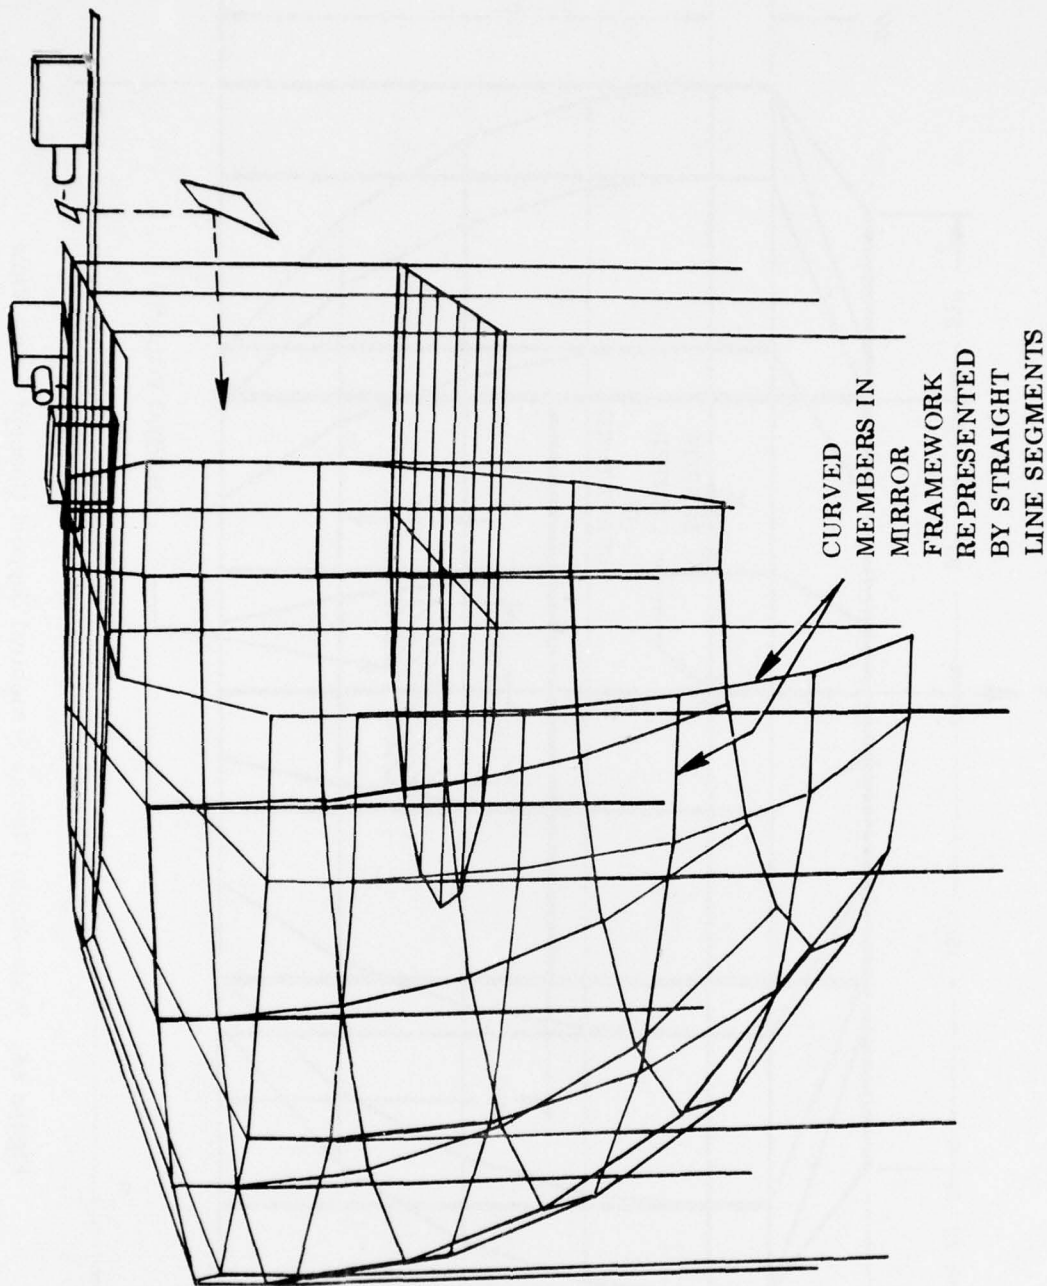 CURVED
MEMBERS IN
MIRROR
FRAMEWORK
REPRESENTED
BY STRAIGHT
LINE SEGMENTS